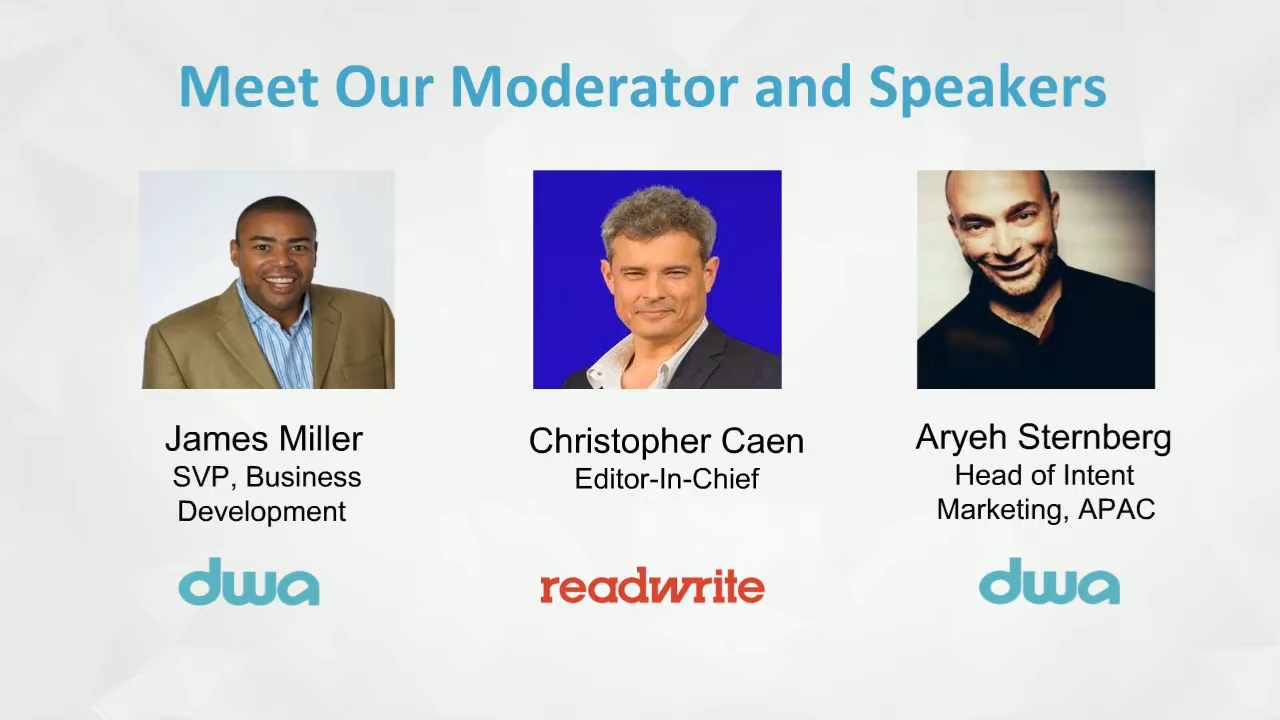 Meet Our Moderator and Speakers
James Miller
SVP, Business
Development
dwa
Christopher Caen
Editor-In-Chief
readwrite
Aryeh Sternberg
Head of Intent
Marketing, APAC
dwa